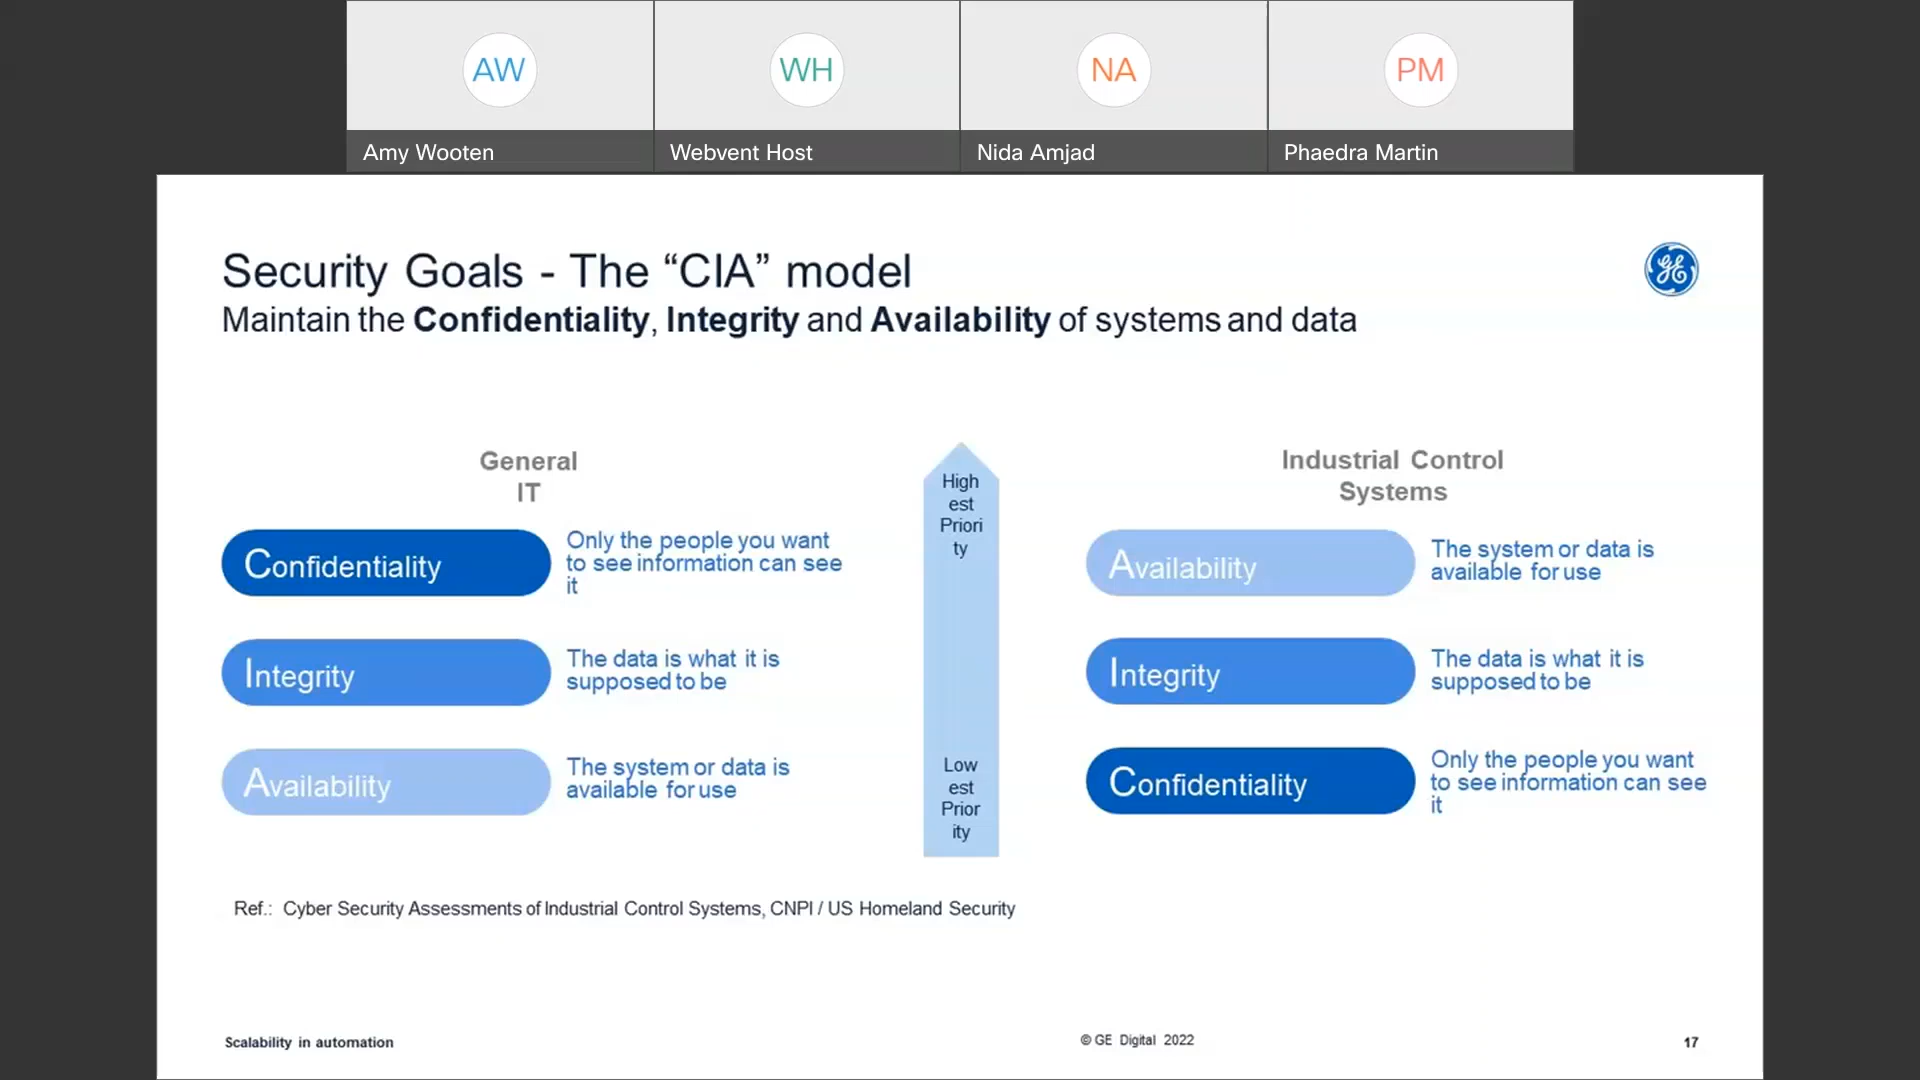 AW
WH
NA
PM
Amy Wooten
Webvent Host
Nida Amjad
Phaedra Martin
Security Goals - The “CIA” model
Maintain the Confidentiality, Integrity and Availability of systems and data
General
IT
Confidentiality
Only the people you want
to see information can see
it
Integrity
The data is what it is
supposed to be
Availability
The system or data is
available for use
High
est
Priori
ty
Low
est
Prior
ity
Industrial Control
Systems
Availability
The system or data is
available for use
Integrity
The data is what it is
supposed to be
Confidentiality
Only the people you want
to see information can see
it
Ref.: Cyber Security Assessments of Industrial Control Systems, CNPI / US Homeland Security
Scalability in automation
© GE Digital 2022
17
GE